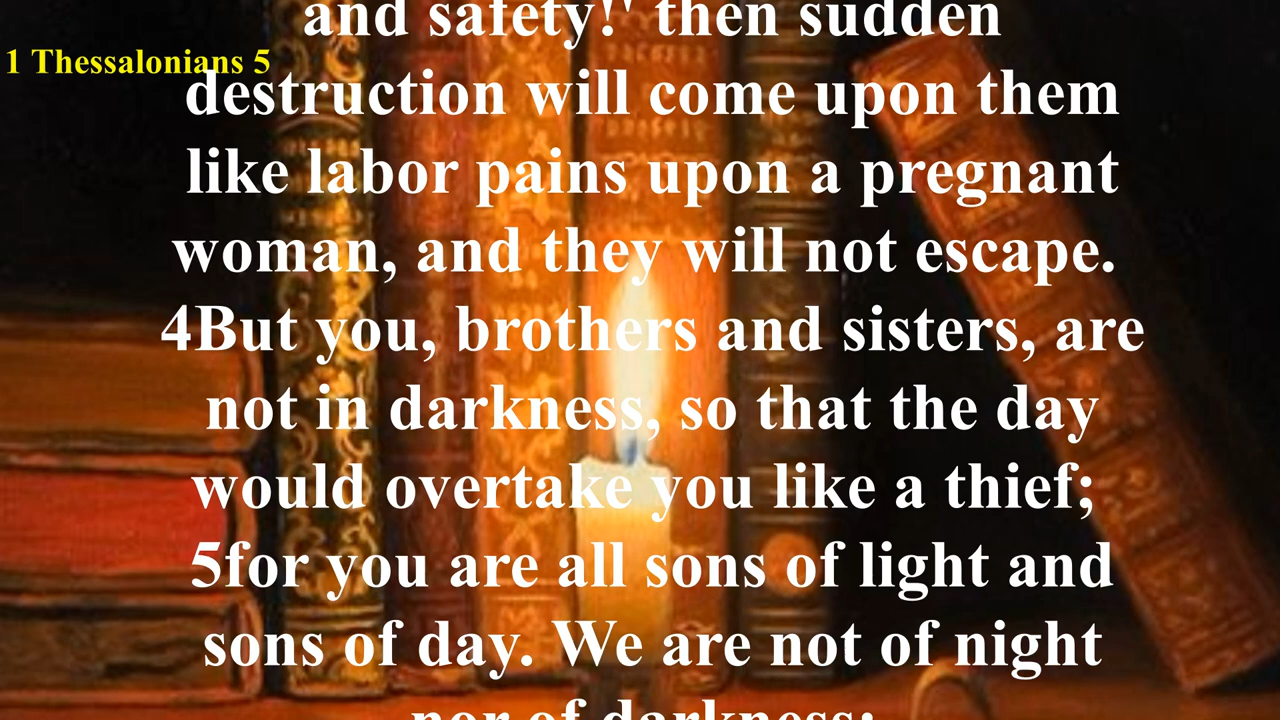 and safety!' then sudden
1 Thessalonians 5
destruction will come upon them
like labor pains upon a pregnant
woman, and they will not escape.
4But you, brothers and sisters, are
not in darkness, so that the day
would overtake you like a thief;
5for you are all sons of light and
sons of day. We are not of night
nor of darkness;